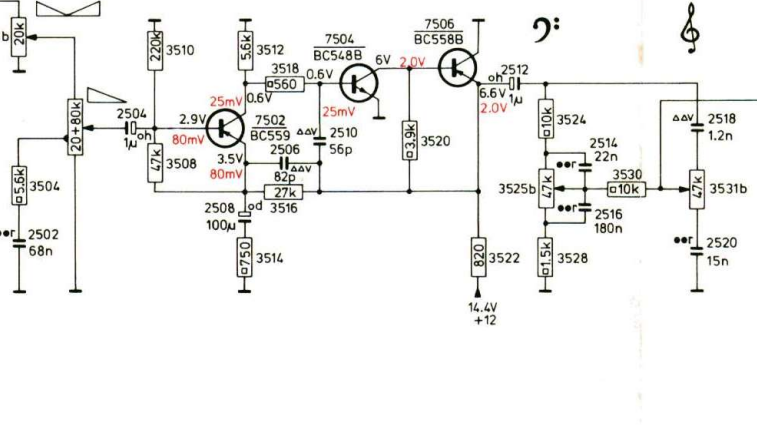 b
20k
20+80k
□5.6k
3504
2502
68n
2504
1µ
oh
220k
3510
47k
3508
2.9V
80mV
5.6k
3512
25mV
0.6V
7502
BC559
3.5V
80mV
3518
□560
0.6V
2506
82p
ΔΔV
27k
3516
2508
100µ
od
□750
3514
7504
BC548B
25mV
ΔΔV
2510
56p
6V
2.0V
□3.9k
3520
7506
BC558B
oh
2512
1µ
6.6V
2.0V
820
3522
14.4V
+12
□10k
3524
2514
22n
3525b
47k
2516
180n
□1.5k
3528
3530
□10k
ΔΔV
2518
1.2n
47k
3531b
2520
15n